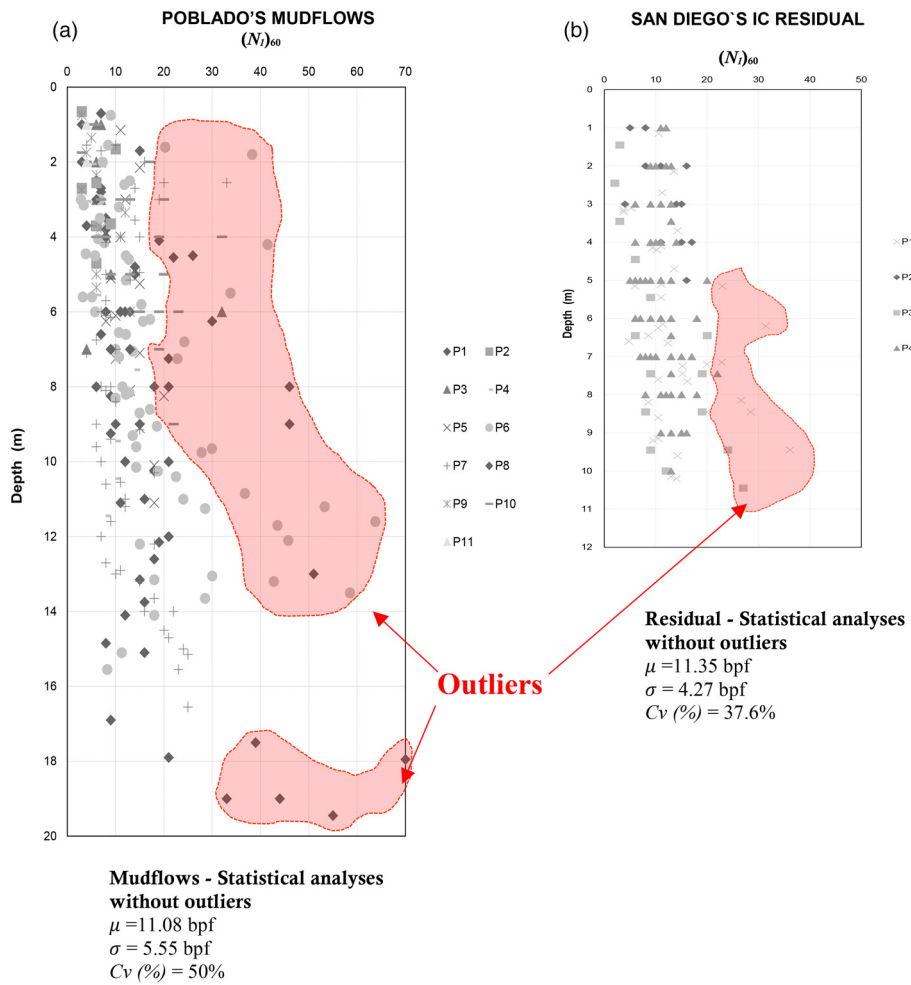 (a)
POBLADO'S MUDFLOWS
(N1)60
0 10 20 30 40 50 60 70
0
2
4
6
8
10
12
14
16
18
20
Depth (m)
P1 P2
P3 P4
P5 P6
P7 P8
P9 P10
P11
Mudflows - Statistical analyses
without outliers
μ =11.08 bpf
σ = 5.55 bpf
Cv (%) = 50%
Outliers
(b)
SAN DIEGO`S IC RESIDUAL
(N1)60
0 10 20 30 40 50
0
1
2
3
4
5
6
7
8
9
10
11
12
Depth (m)
P1
P2
P3
P4
Residual - Statistical analyses
without outliers
μ =11.35 bpf
σ = 4.27 bpf
Cv (%) = 37.6%